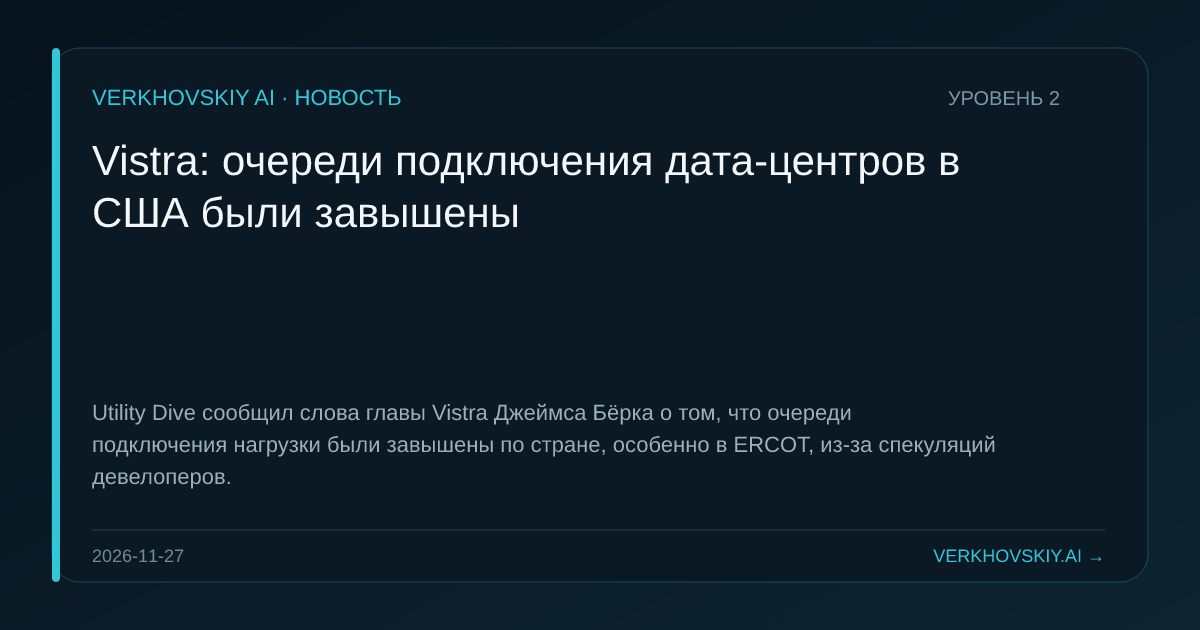 VERKHOVSKIY AI · НОВОСТЬ
УРОВЕНЬ 2
Vistra: очереди подключения дата-центров в
США были завышены
Utility Dive сообщил слова главы Vistra Джеймса Бёрка о том, что очереди
подключения нагрузки были завышены по стране, особенно в ERCOT, из-за спекуляций
девелоперов.
2026-11-27
VERKHOVSKIY.AI →